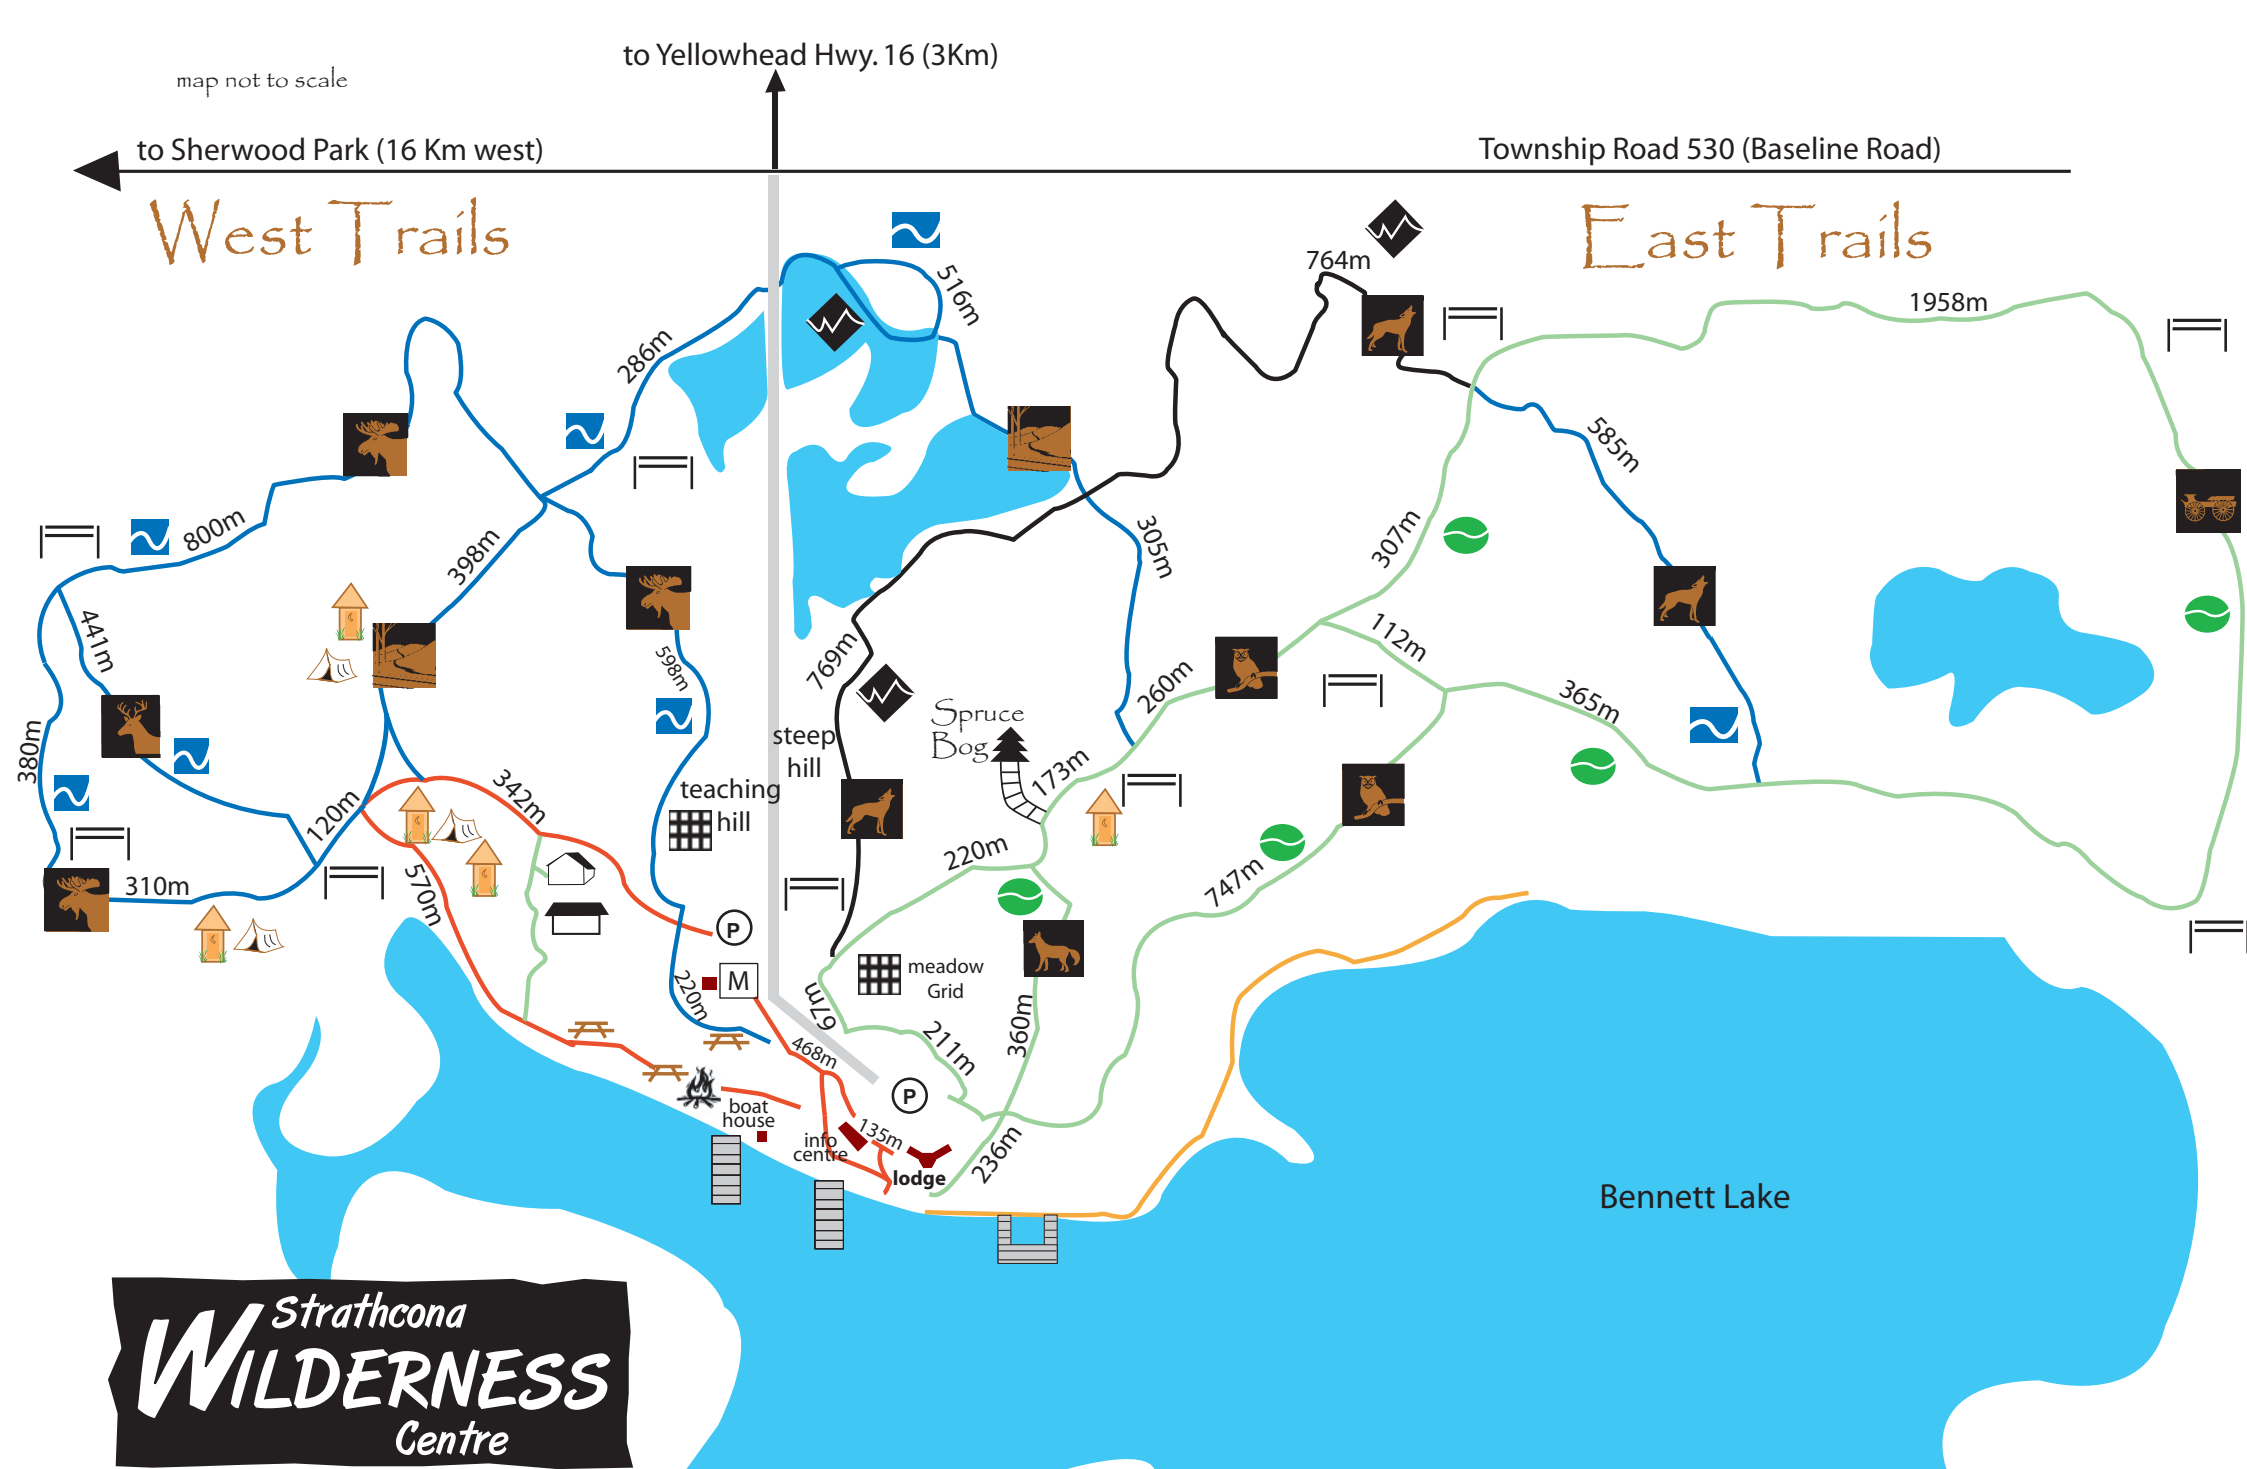 to Yellowhead Hwy. 16 (3Km)
map not to scale
to Sherwood Park (16 Km west)
Township Road 530 (Baseline Road)
West Trails
East Trails
764m
516m
1958m
286m
585m
800m
398m
307m
305m
441m
112m
598m
769m
260m
365m
Spruce
Bog
380m
steep
hill
173m
342m
teaching
hill
120m
220m
310m
747m
570m
P
meadow
Grid
M
220m
67m
211m
360m
468m
P
boat
house
135m
info
centre
236m
lodge
Bennett Lake
Strathcona
WILDERNESS
Centre